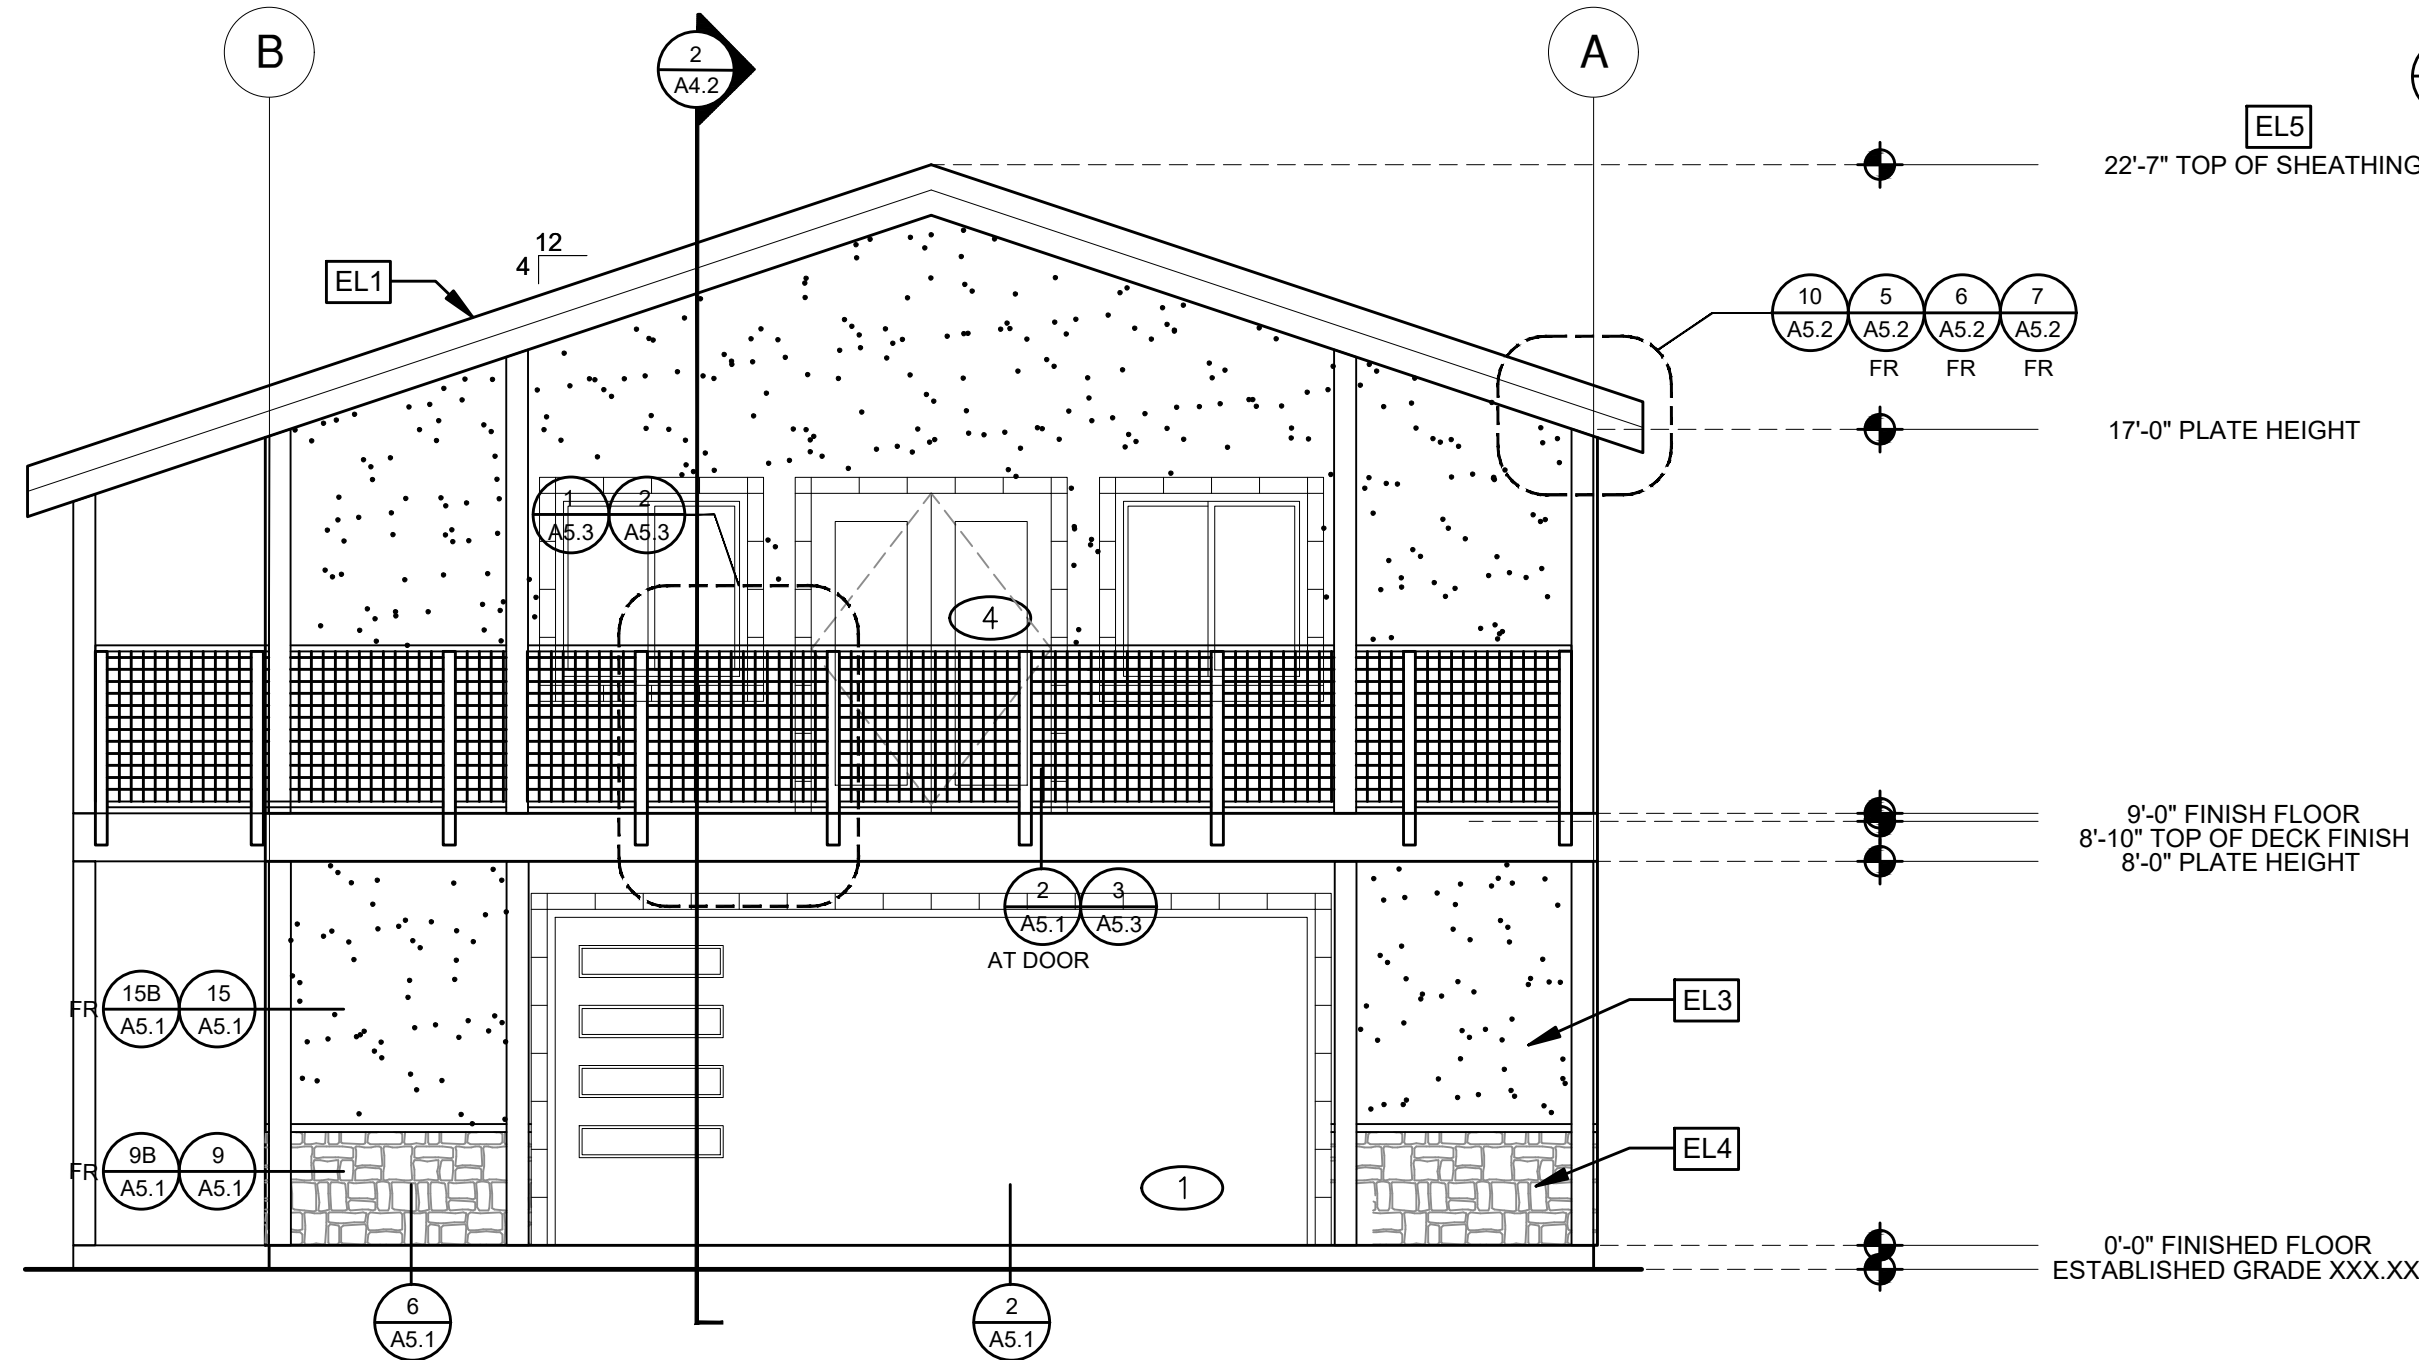 B
2
A4.2
A
EL5
22'-7" TOP OF SHEATHING
12
4
EL1
10
A5.2
5
A5.2
FR
6
A5.2
FR
7
A5.2
FR
17'-0" PLATE HEIGHT
1
A5.3
2
A5.3
4
9'-0" FINISH FLOOR
8'-10" TOP OF DECK FINISH
8'-0" PLATE HEIGHT
2
A5.1
3
A5.3
AT DOOR
FR
15B
A5.1
15
A5.1
EL3
FR
9B
A5.1
9
A5.1
EL4
1
0'-0" FINISHED FLOOR
ESTABLISHED GRADE XXX.XX
6
A5.1
2
A5.1